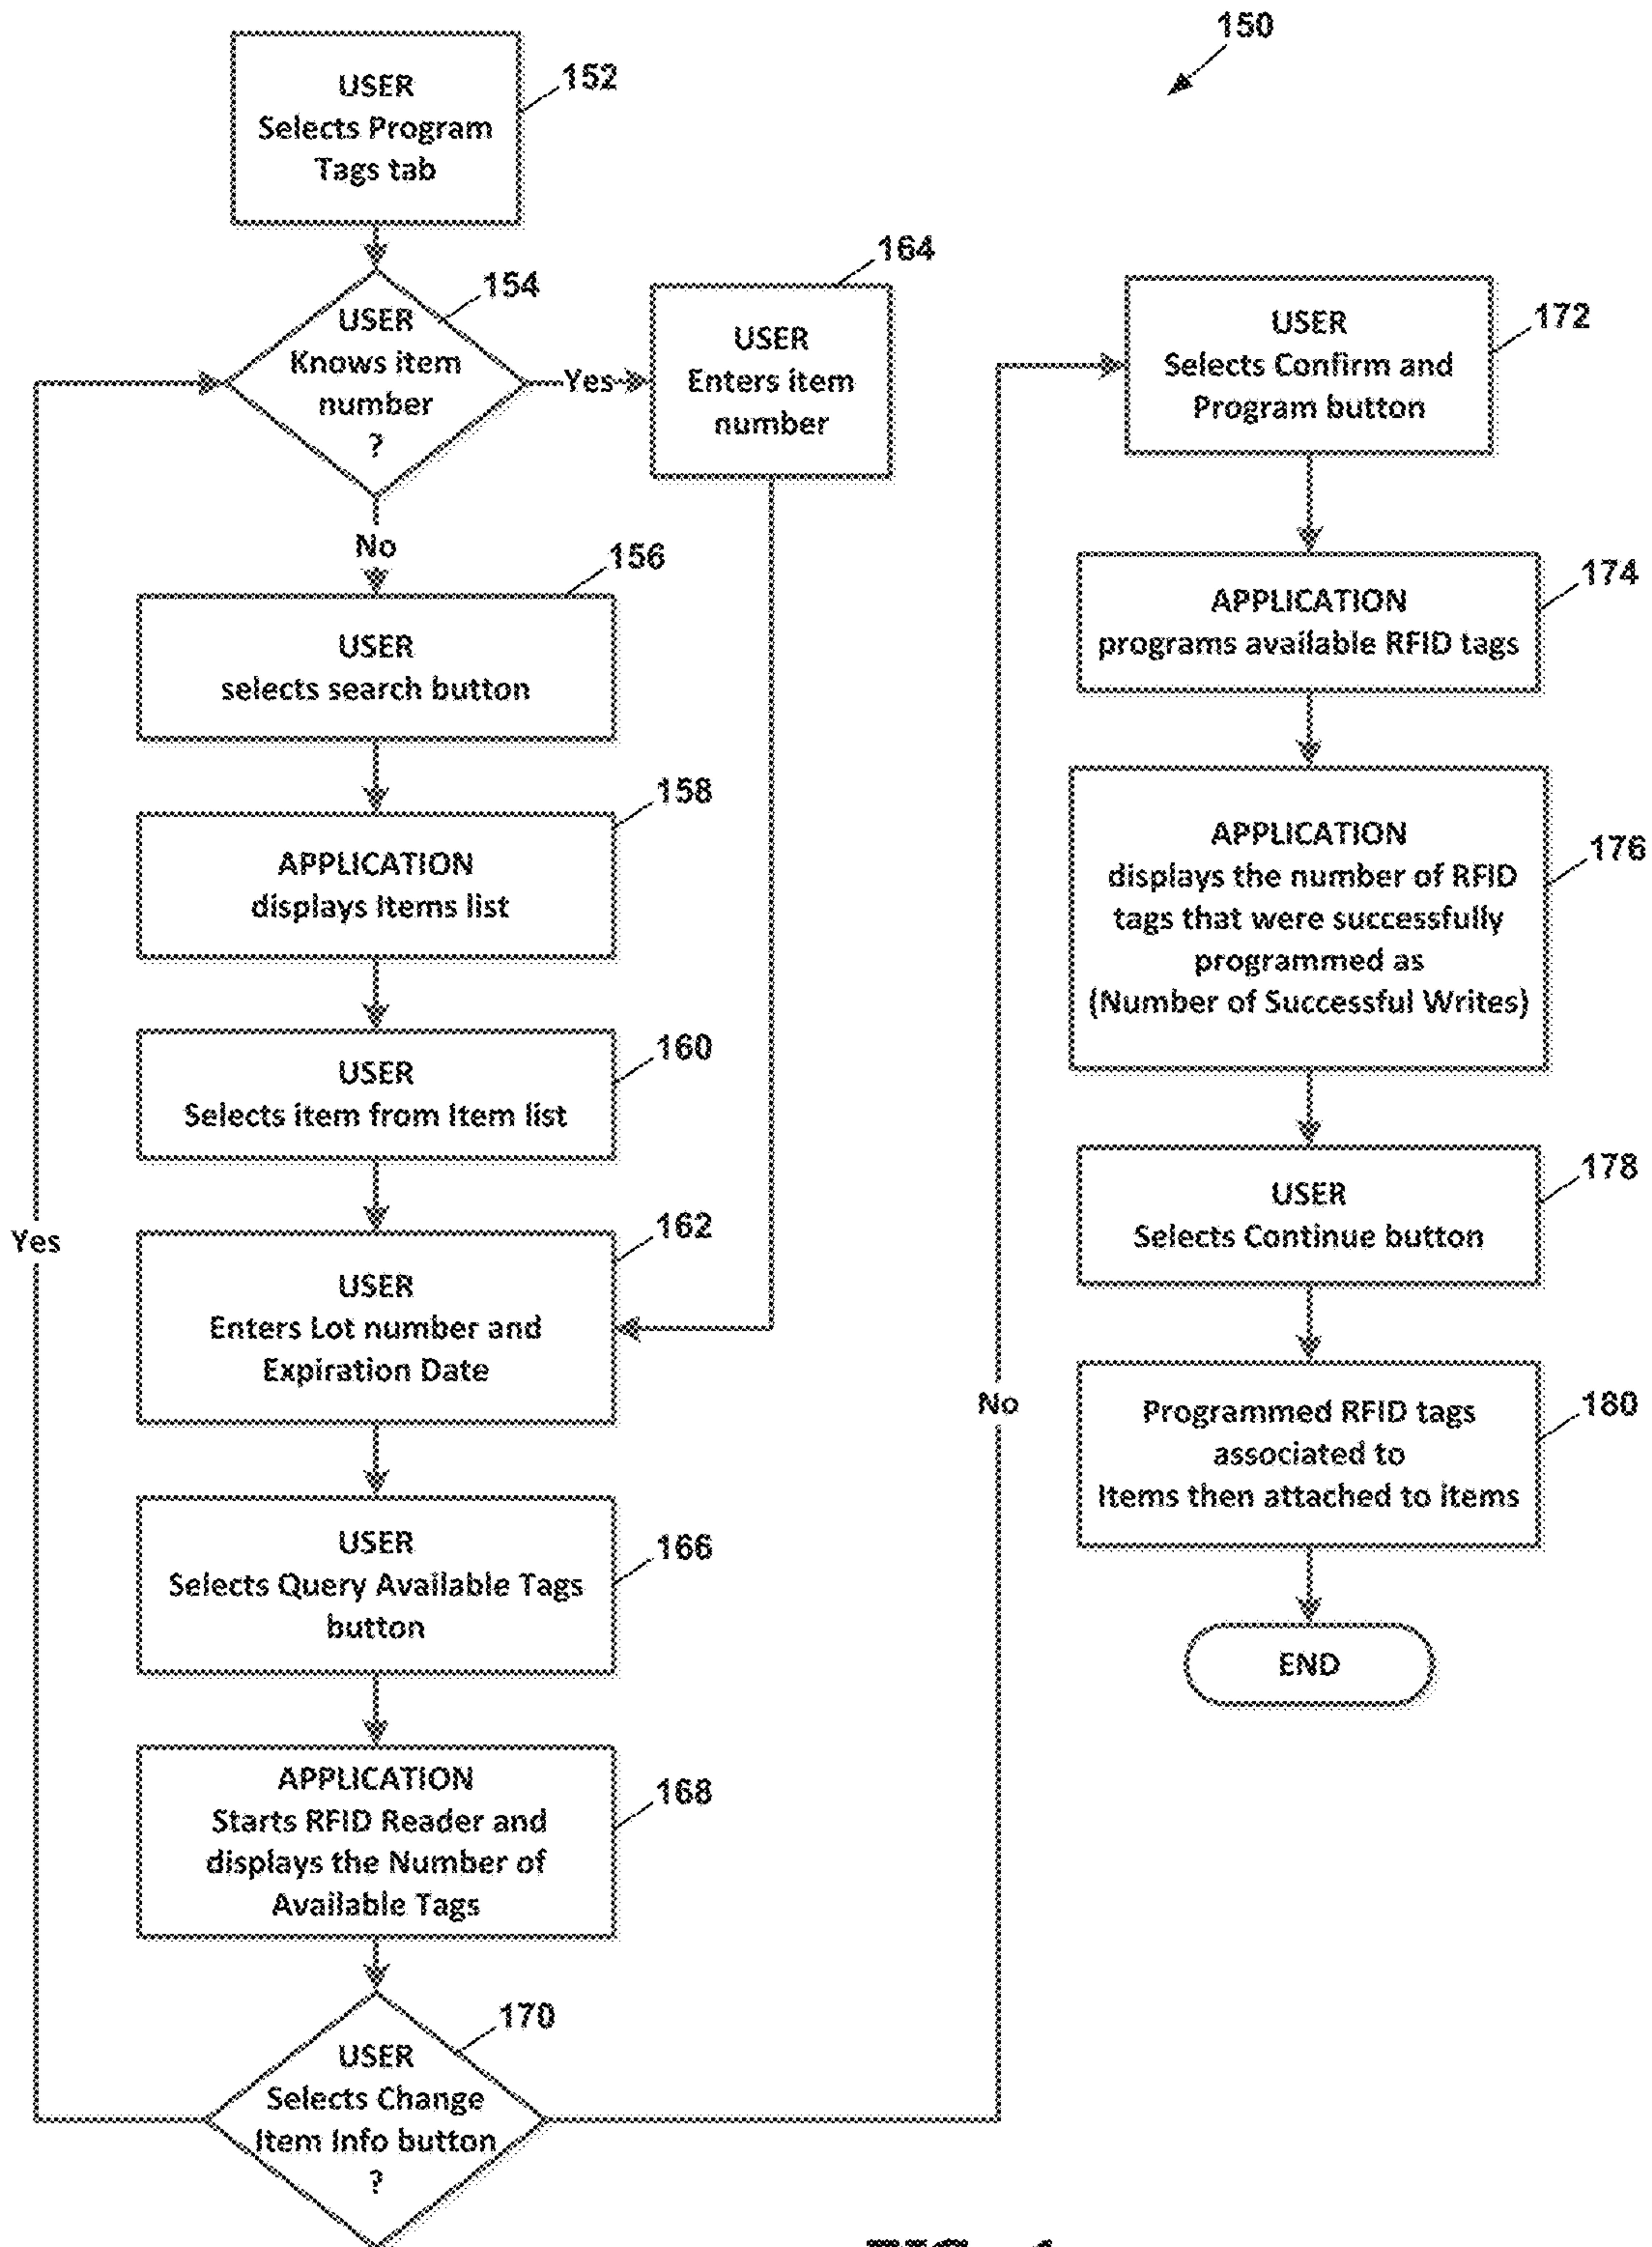 150
USER
Selects Program
Tags tab
152
USER
Knows item
number
?
154
Yes
USER
Enters item
number
164
No
USER
selects search button
156
APPLICATION
displays Items list
158
USER
Selects item from Item list
160
USER
Enters Lot number and
Expiration Date
162
USER
Selects Query Available Tags
button
166
APPLICATION
Starts RFID Reader and
displays the Number of
Available Tags
168
USER
Selects Change
Item Info button
?
170
Yes
No
USER
Selects Confirm and
Program button
172
APPLICATION
programs available RFID tags
174
APPLICATION
displays the number of RFID
tags that were successfully
programmed as
(Number of Successful Writes)
176
USER
Selects Continue button
178
Programmed RFID tags
associated to
Items then attached to items
180
END